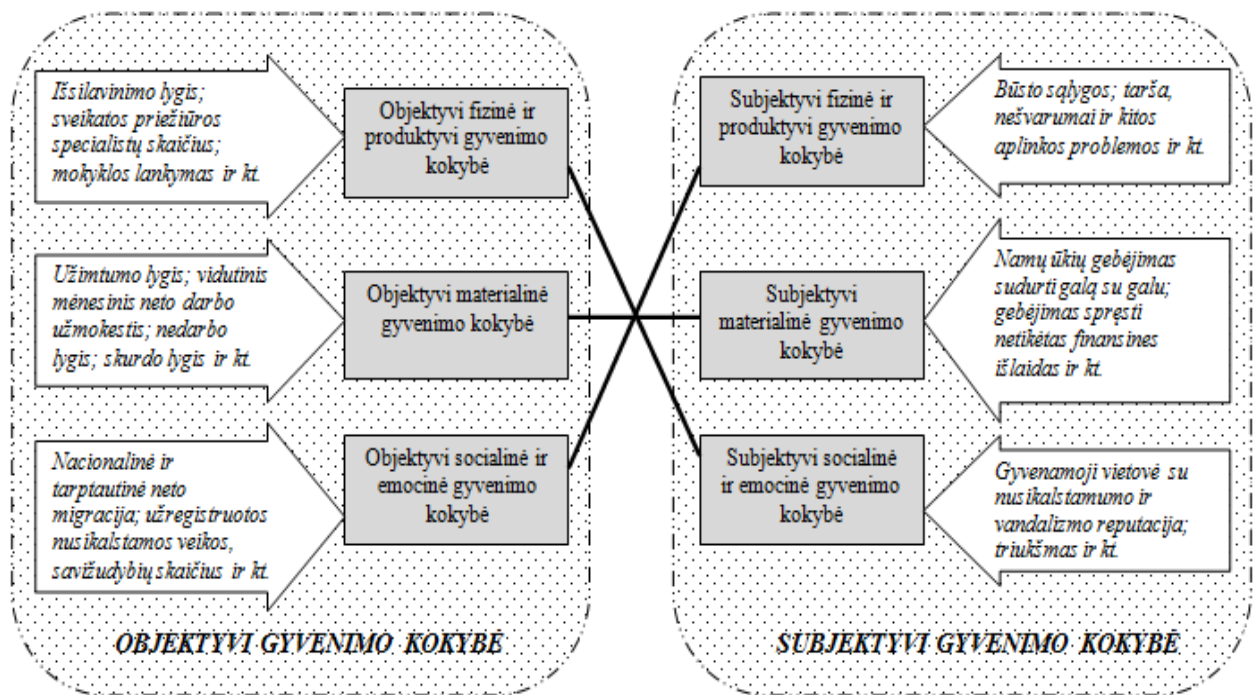 Išsilavinimo lygis;
sveikatos priežiūros
specialistų skaičius;
mokyklos lankymas ir kt.
Objektyvi fizinė ir
produktyvi gyvenimo
kokybė
Subjektyvi fizinė ir
produktyvi gyvenimo
kokybė
Būsto sąlygos; tarša,
nešvarumai ir kitos
aplinkos problemos ir kt.
Užimtumo lygis; vidutinis
mėnesinis neto darbo
užmokestis; nedarbo
lygis; skurdo lygis ir kt.
Objektyvi materialinė
gyvenimo kokybė
Subjektyvi
materialinė gyvenimo
kokybė
Namų ūkių gebėjimas
sudurti galą su galu;
gebėjimas spręsti
netikėtas finansines
išlaidas ir kt.
Nacionalinė ir
tarptautinė neto
migracija; užregistruotos
nusikalstamos veikos,
savižudybių skaičius ir kt.
Objektyvi socialinė ir
emocinė gyvenimo
kokybė
Subjektyvi socialinė
ir emocinė gyvenimo
kokybė
Gyvenamoji vietovė su
nusikalstamumo ir
vandalizmo reputacija;
triukšmas ir kt.
OBJEKTYVI GYVENIMO KOKYBĖ
SUBJEKTYVI GYVENIMO KOKYBĖ